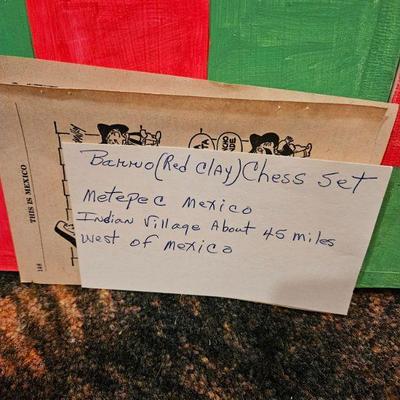 Barro (Red Clay) Chess Set
Metepec Mexico
Indian Village About 45 miles
west of Mexico
THIS IS MEXICO